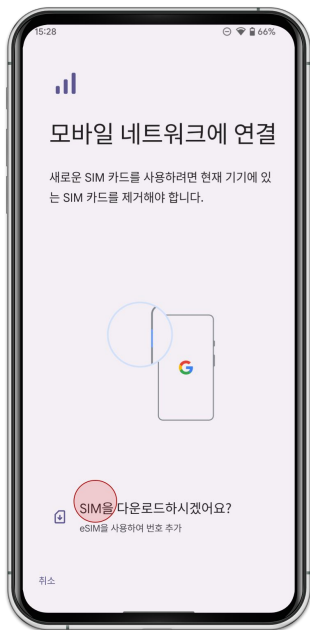 15:28
66%
모바일 네트워크에 연결
새로운 SIM 카드를 사용하려면 현재 기기에 있
는 SIM 카드를 제거해야 합니다.
G
SIM을 다운로드하시겠어요?
eSIM을 사용하여 번호 추가
취소